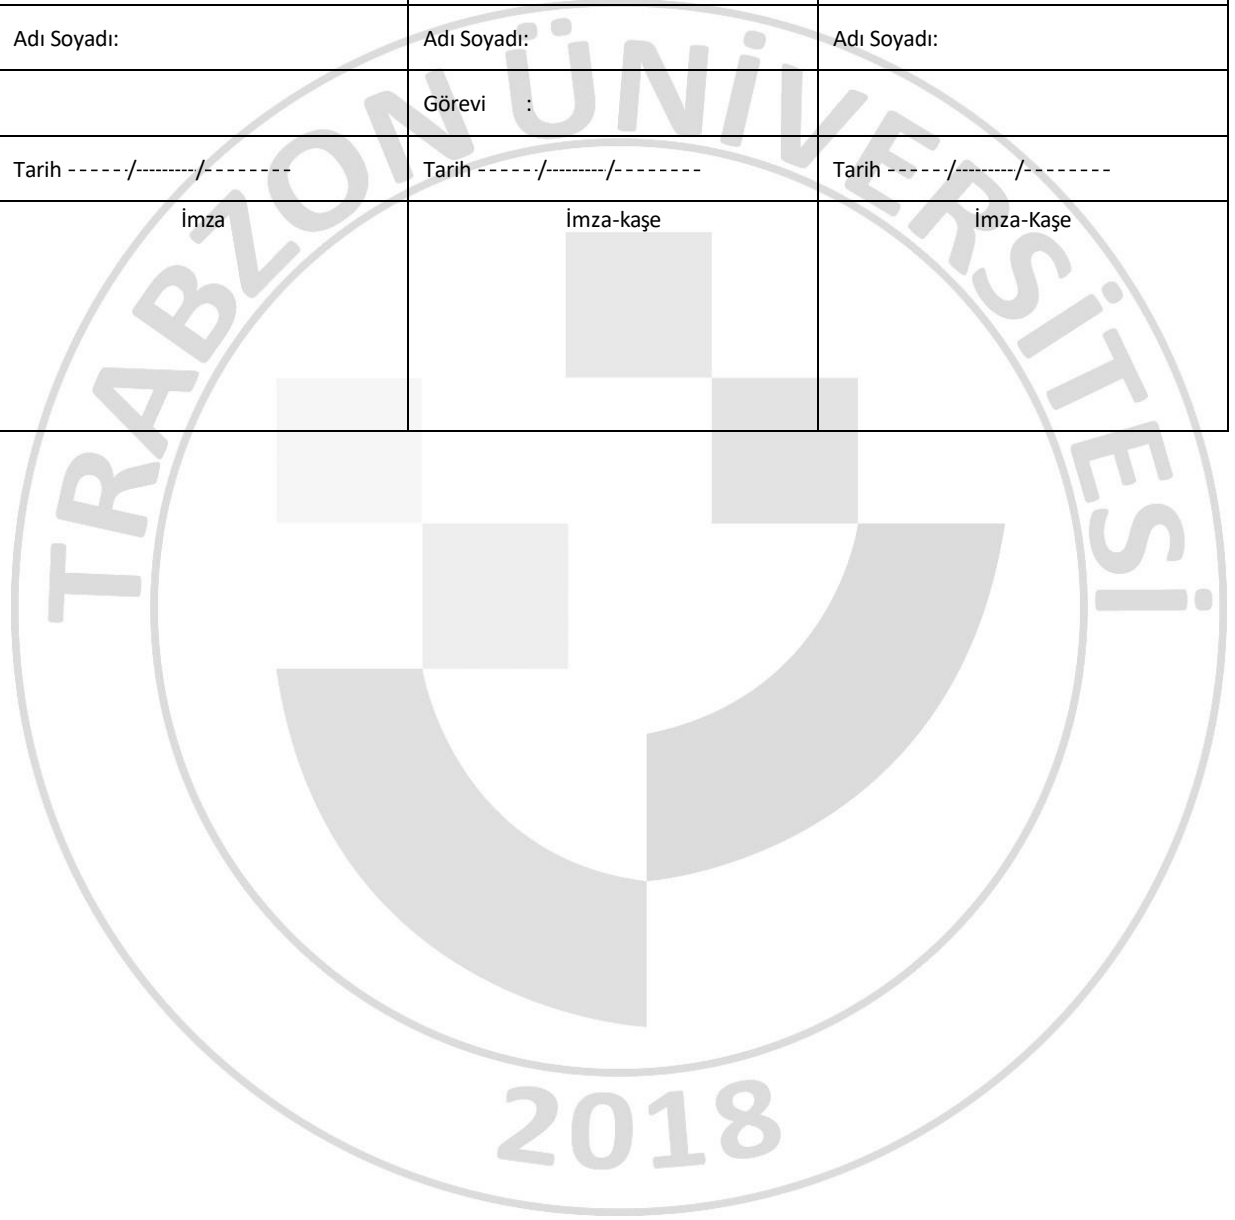 Adı Soyadı: Adı Soyadı: Adı Soyadı:
Görevi :
Tarih ------/---------/-------- Tarih ------/---------/-------- Tarih ------/---------/--------
İmza İmza-kaşe İmza-Kaşe
TRABZON ÜNİVERSİTESİ
2018